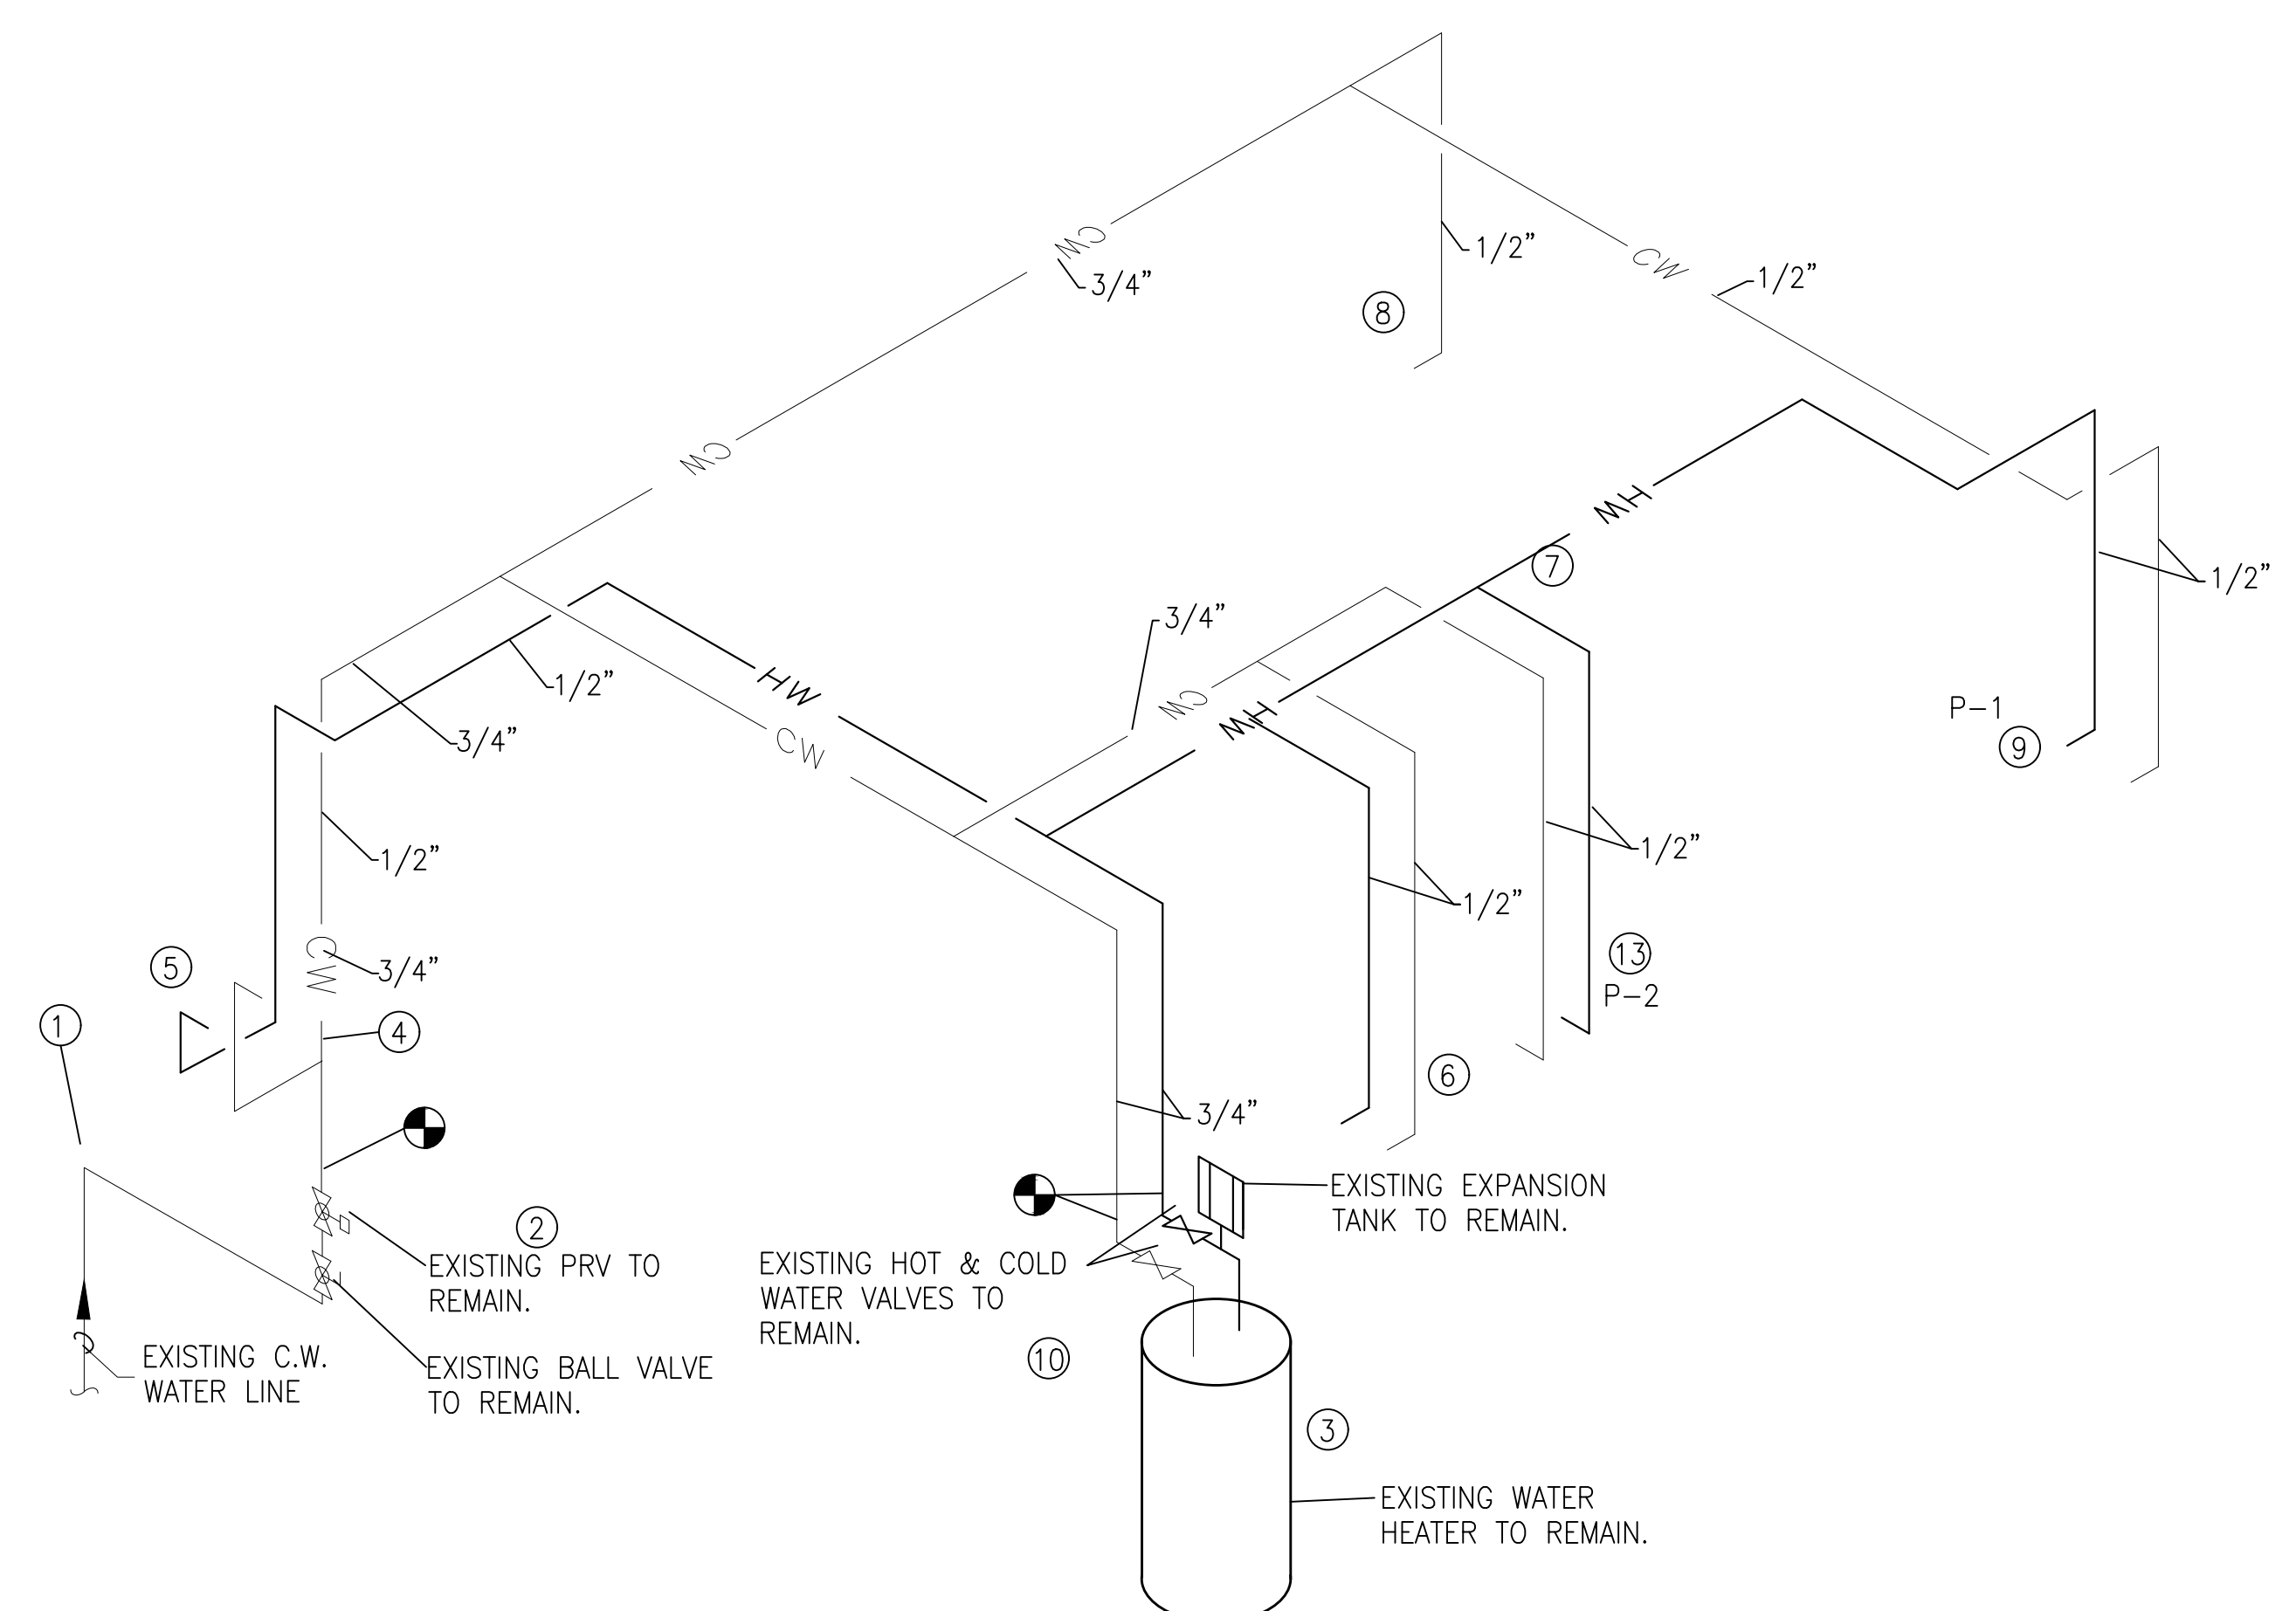 CW
1/2"
3/4"
CW
1/2"
8
CW
HW
7
1/2"
3/4"
HW
1/2"
CW
3/4"
CW
HW
P-1
9
1/2"
1/2"
1/2"
CW
3/4"
5
13
P-2
1
4
6
3/4"
2
EXISTING PRV TO
REMAIN.
EXISTING EXPANSION
TANK TO REMAIN.
EXISTING HOT & COLD
WATER VALVES TO
REMAIN.
10
EXISTING C.W.
WATER LINE
EXISTING BALL VALVE
TO REMAIN.
3
EXISTING WATER
HEATER TO REMAIN.